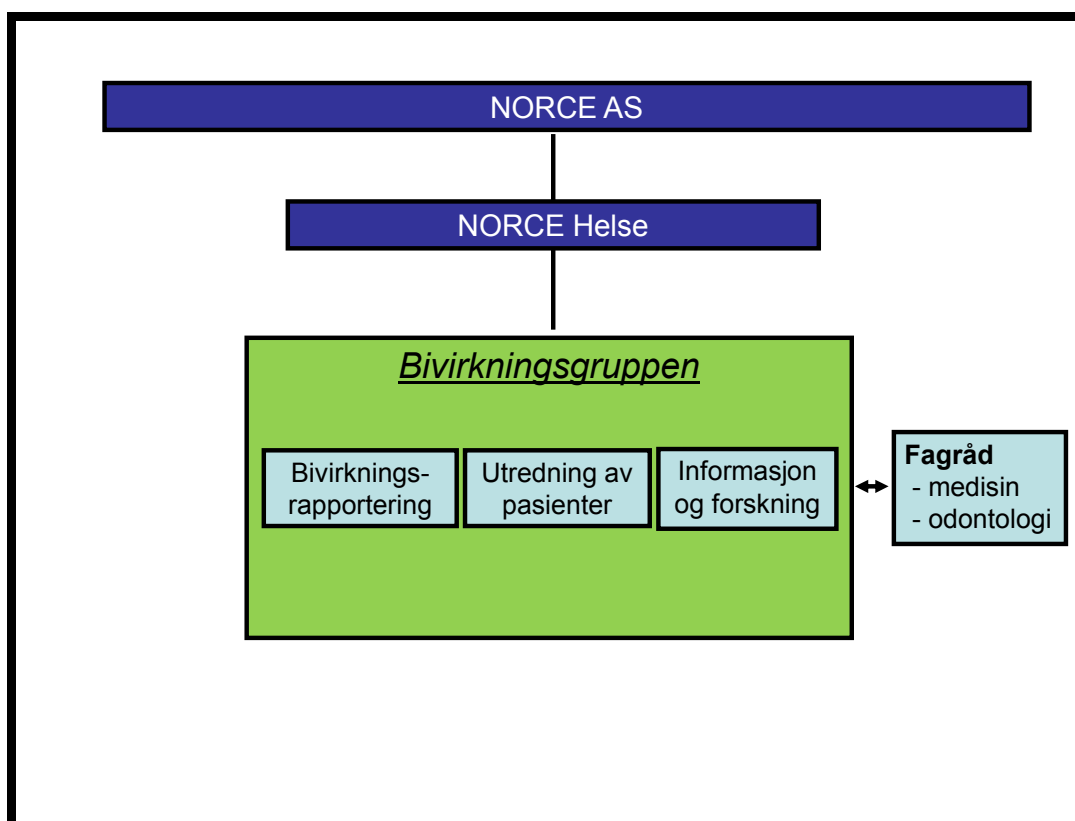 NORCE AS
NORCE Helse
Bivirkningsgruppen
Bivirknings-
rapportering
Utredning av
pasienter
Informasjon
og forskning
Fagråd
- medisin
- odontologi